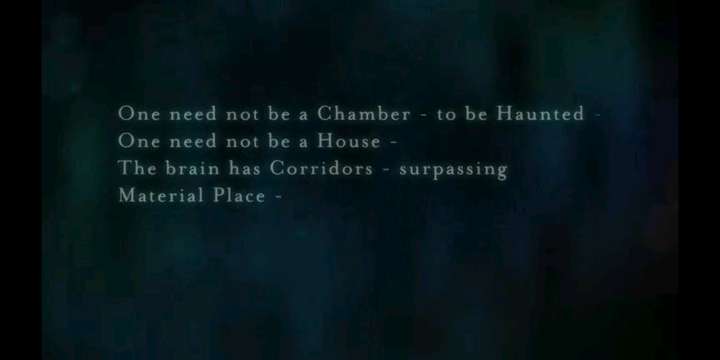 One need not be a Chamber - to be Haunted -
One need not be a House -
The brain has Corridors - surpassing
Material Place -